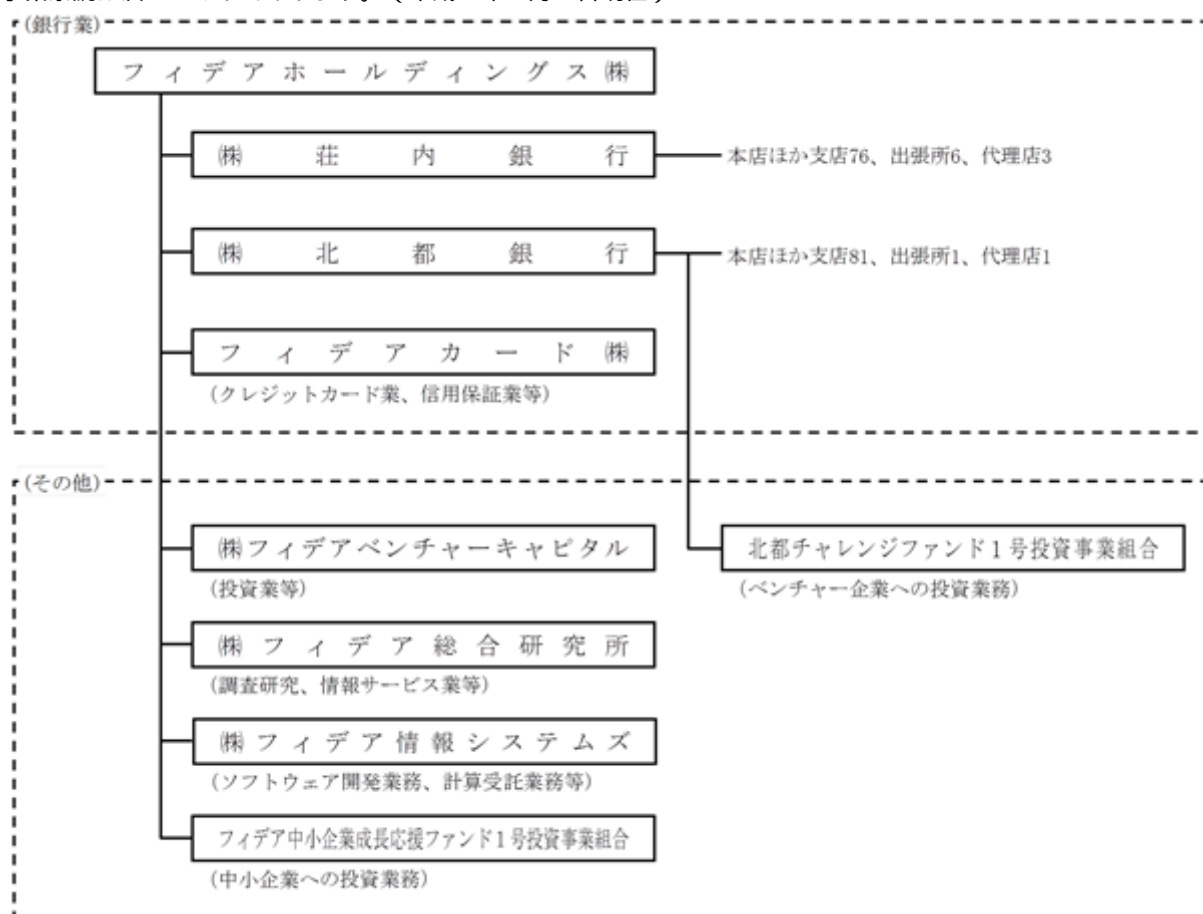 (銀行業)
フィデアホールディングス㈱
㈱荘内銀行
本店ほか支店76、出張所6、代理店3
㈱北都銀行
本店ほか支店81、出張所1、代理店1
フィデアカード㈱
(クレジットカード業、信用保証業等)
(その他)
㈱フィデアベンチャーキャピタル
(投資業等)
北都チャレンジファンド1号投資事業組合
(ベンチャー企業への投資業務)
㈱フィデア総合研究所
(調査研究、情報サービス業等)
㈱フィデア情報システムズ
(ソフトウェア開発業務、計算受託業務等)
フィデア中小企業成長応援ファンド1号投資事業組合
(中小企業への投資業務)